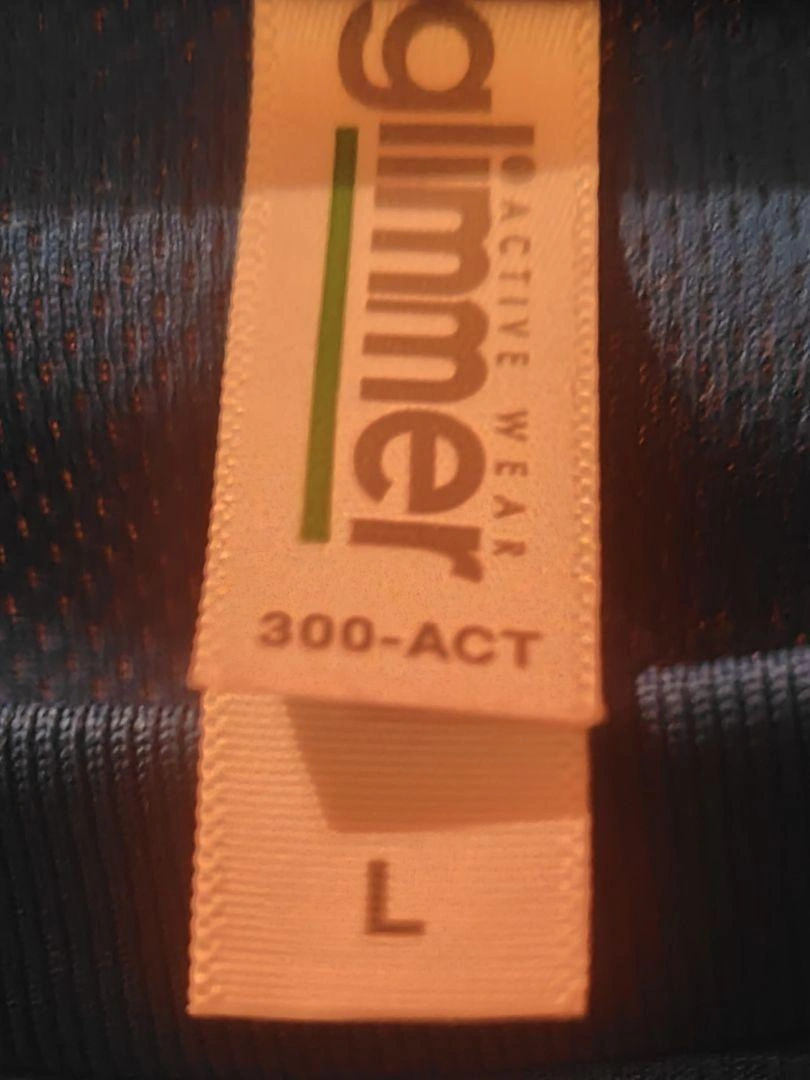 glimmer
ACTIVE WEAR
300-ACT
L